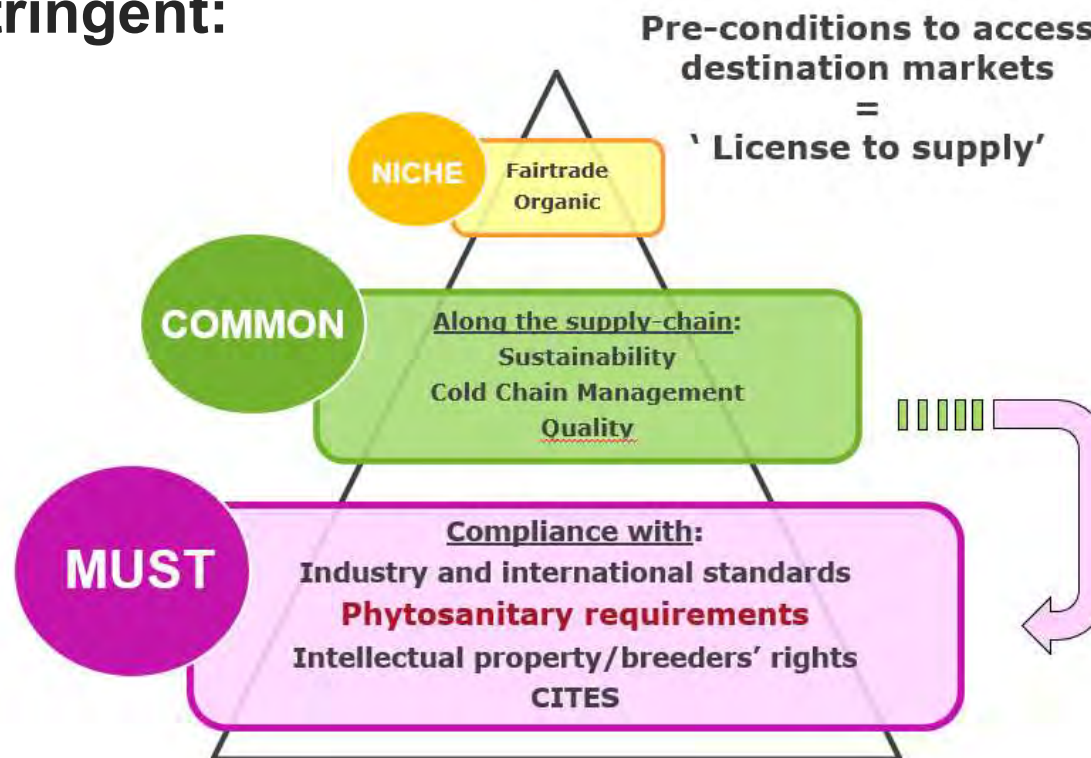 tringent:
Pre-conditions to access
destination markets
=
‘ License to supply’
NICHE
Fairtrade
Organic
COMMON
Along the supply-chain:
Sustainability
Cold Chain Management
Quality
MUST
Compliance with:
Industry and international standards
Phytosanitary requirements
Intellectual property/breeders’ rights
CITES